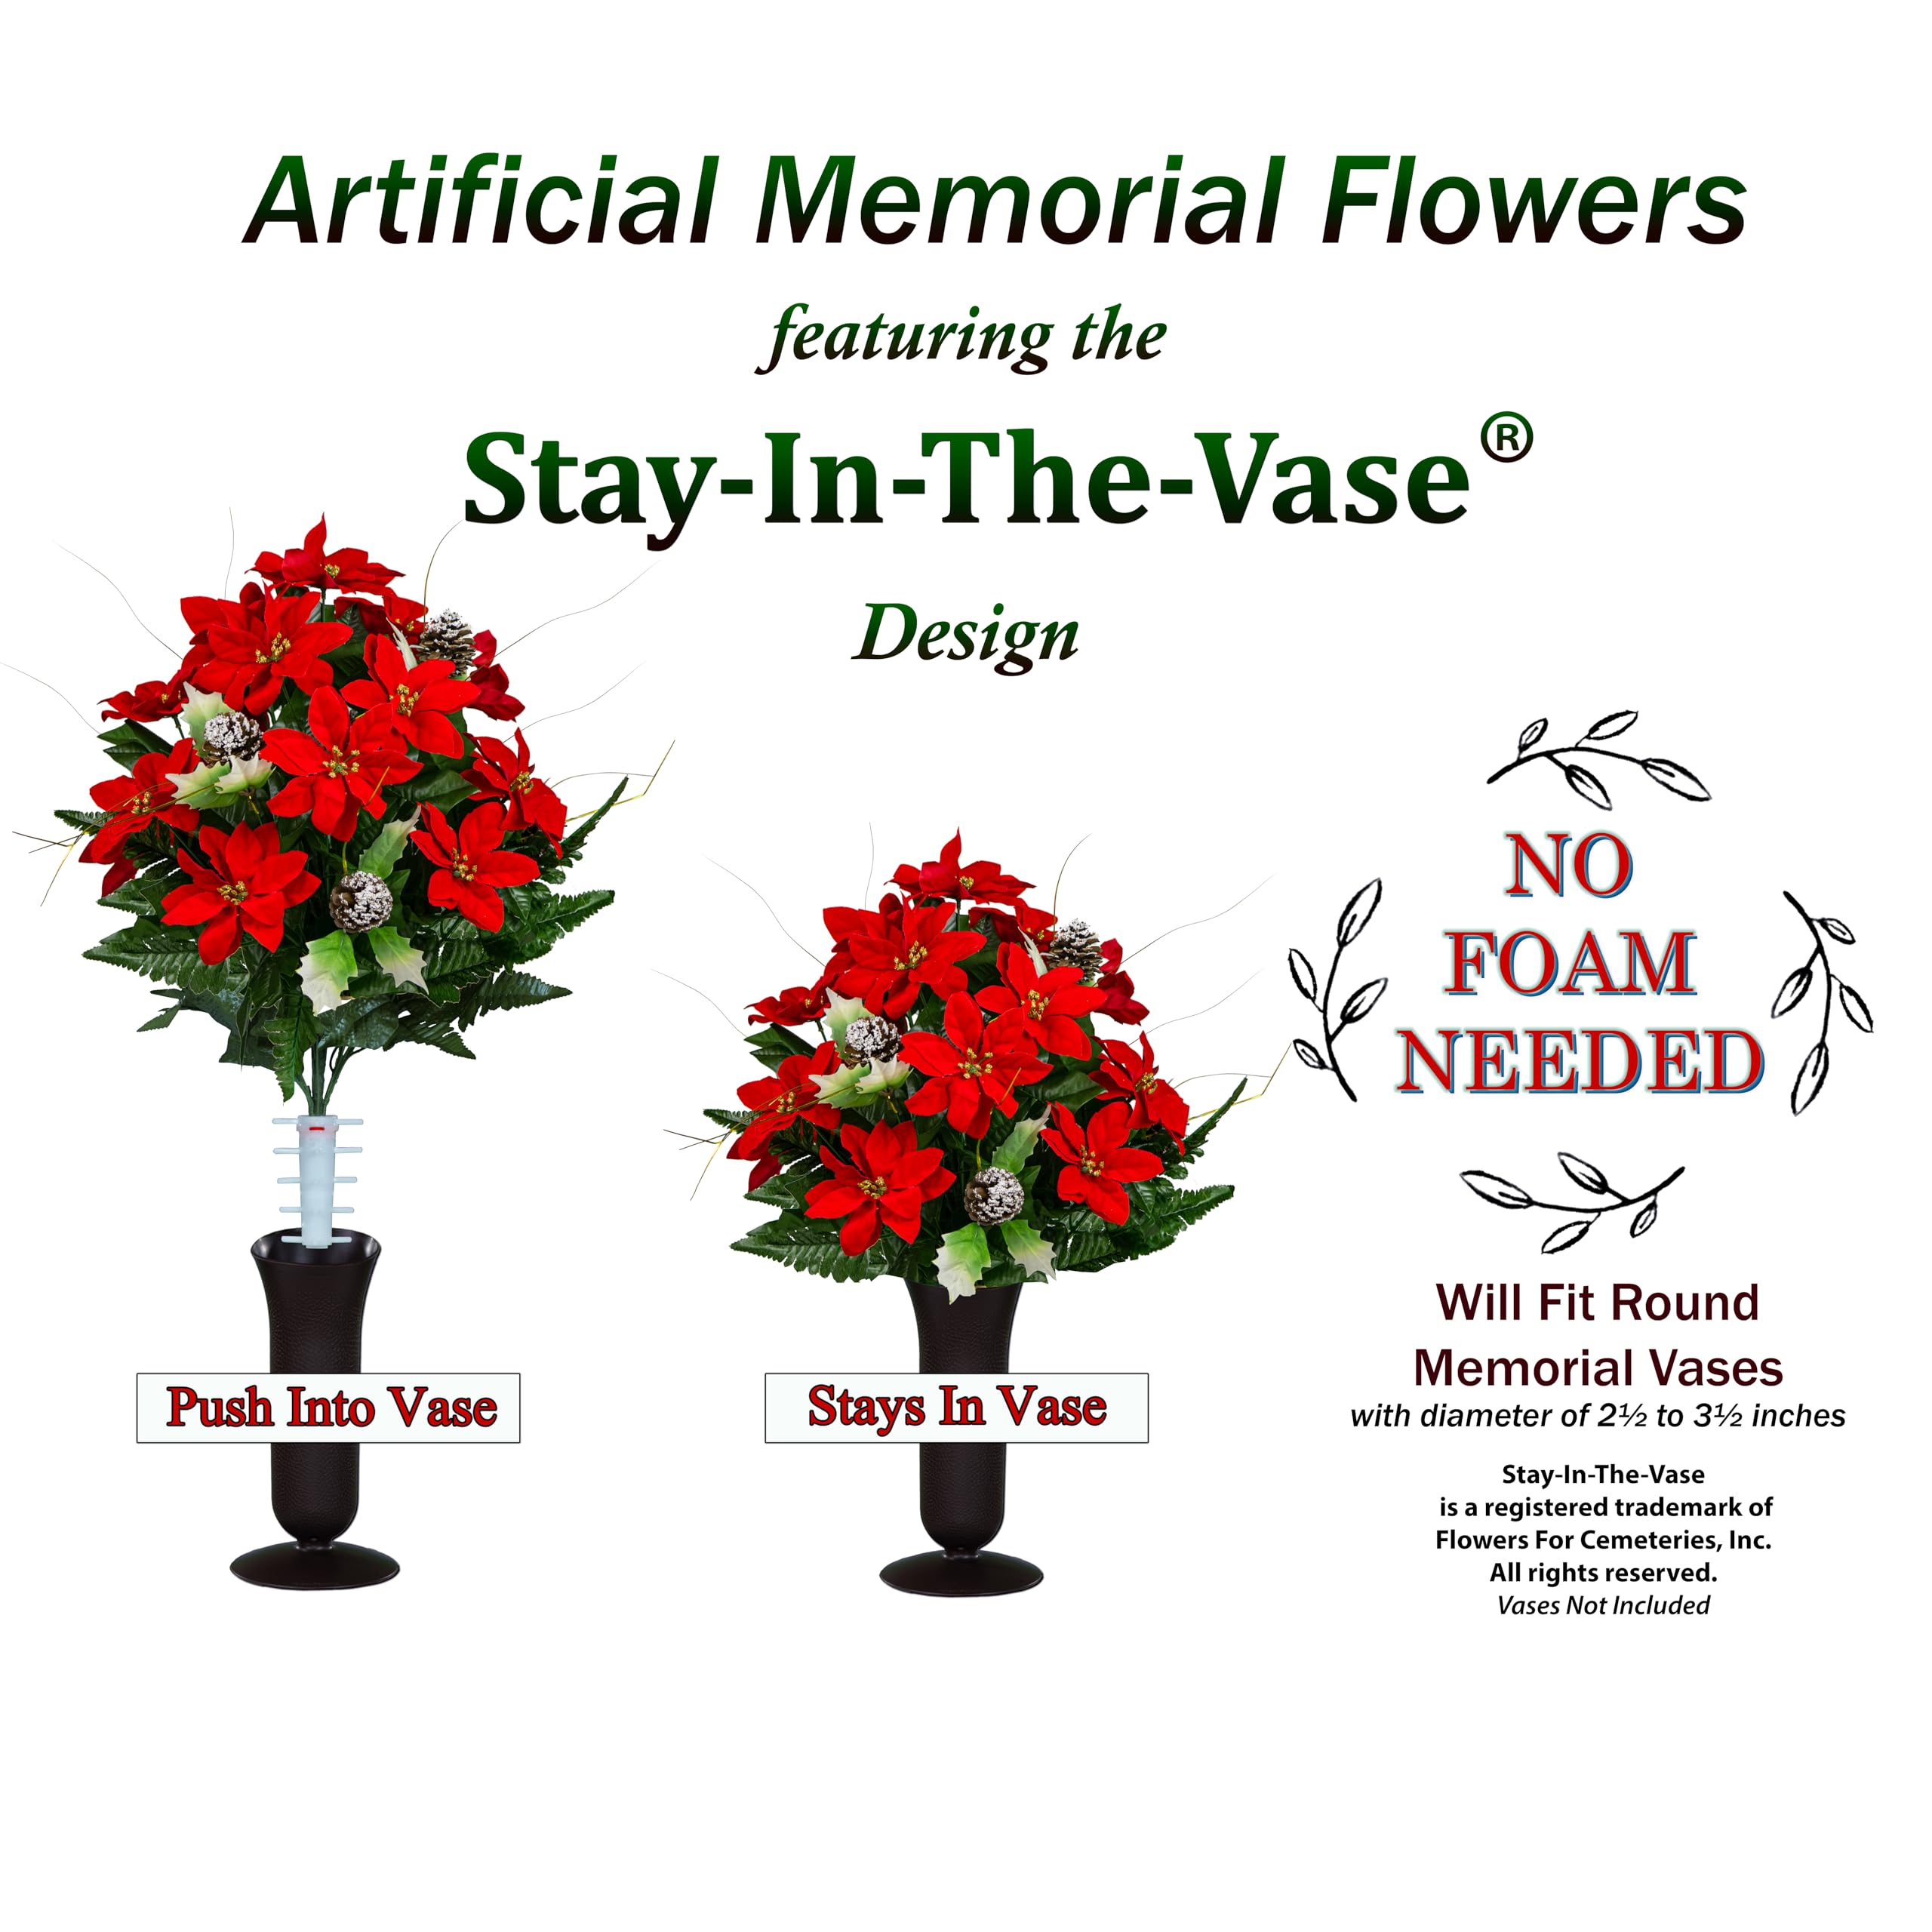 Artificial Memorial Flowers
featuring the
Stay-In-The-Vase®
Design
NO
FOAM
NEEDED
Push Into Vase
Stays In Vase
Will Fit Round
Memorial Vases
with diameter of 2½ to 3½ inches
Stay-In-The-Vase
is a registered trademark of
Flowers For Cemeteries, Inc.
All rights reserved.
Vases Not Included